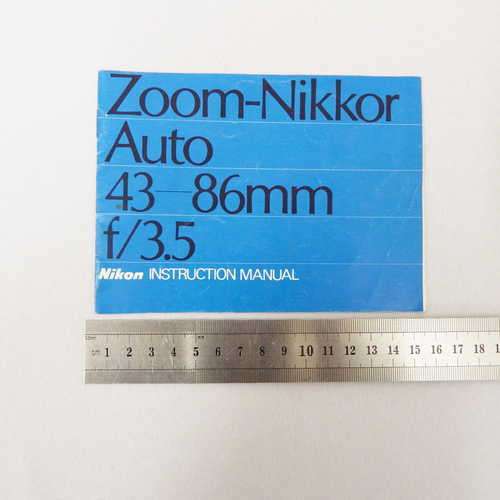 Zoom-Nikkor
Auto
43-86mm
f/3.5
Nikon INSTRUCTION MANUAL
cm 1 2 3 4 5 6 7 8 9 10 11 12 13 14 15 16 17 18